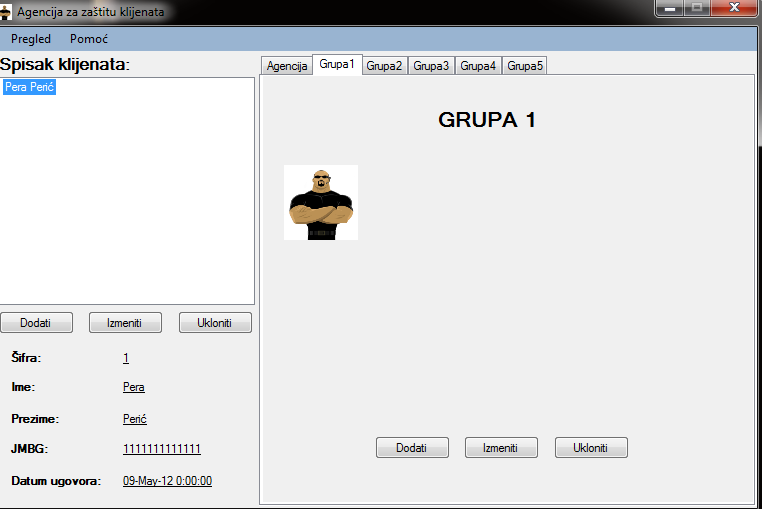 Agencija za zaštitu klijenata
Pregled Pomoć
Spisak klijenata:
Pera Perić
Dodati Izmeniti Ukloniti
Šifra: 1
Ime: Pera
Prezime: Perić
JMBG: 1111111111111
Datum ugovora: 09-May-12 0:00:00
Agencija Grupa1 Grupa2 Grupa3 Grupa4 Grupa5
GRUPA 1
Dodati Izmeniti Ukloniti